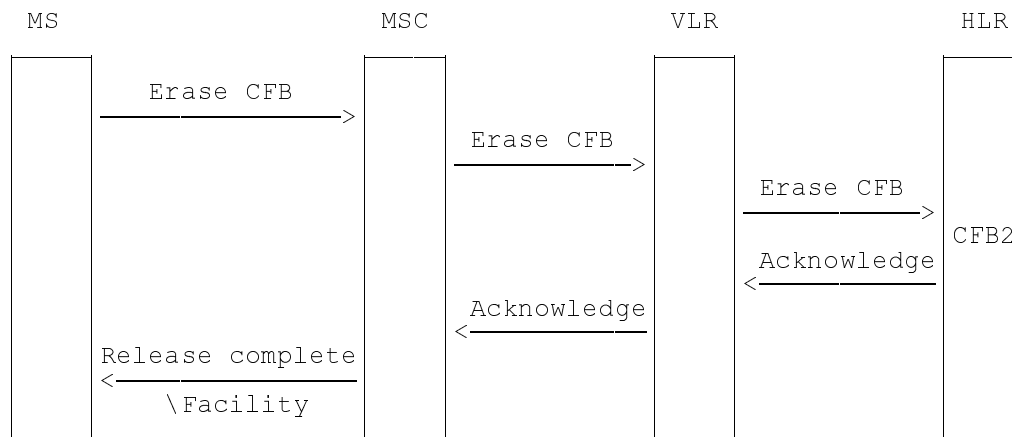 MS MSC VLR HLR
Erase CFB
Erase CFB
Erase CFB
CFB2
Acknowledge
Acknowledge
Release complete
\Facility